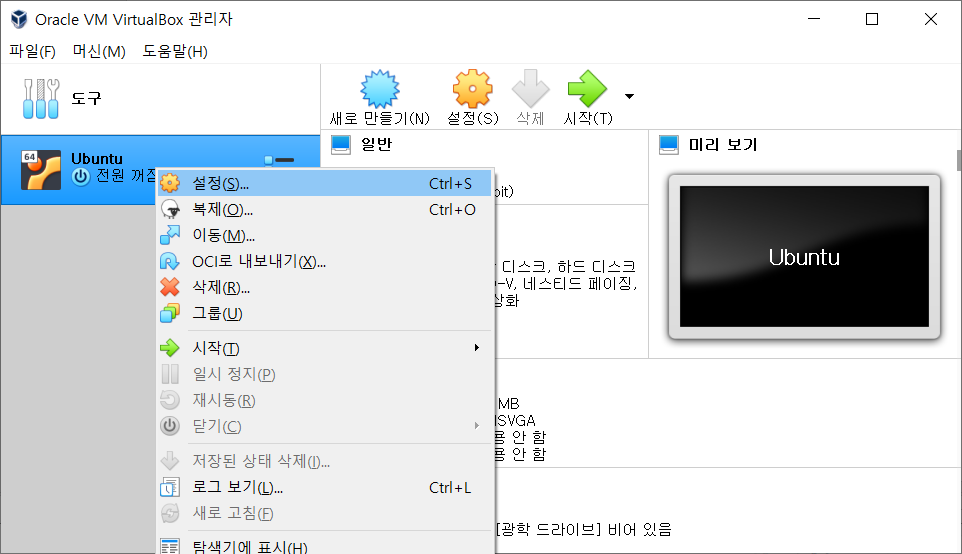 Oracle VM VirtualBox 관리자
파일(F) 머신(M) 도움말(H)
도구
새로 만들기(N) 설정(S) 삭제 시작(T)
64
Ubuntu
전원 꺼짐
일반
미리 보기
Ubuntu
설정(S)... Ctrl+S
복제(O)... Ctrl+O
이동(M)...
OCI로 내보내기(X)...
삭제(R)...
그룹(U)
시작(T)
일시 정지(P)
재시동(R)
닫기(C)
저장된 상태 삭제(I)...
로그 보기(L)... Ctrl+L
새로 고침(F)
탐색기에 표시(H)
bit)
디스크, 하드 디스크
-V, 네스티드 페이징,
상화
MB
SVGA
용 안 함
용 안 함
[광학 드라이브] 비어 있음